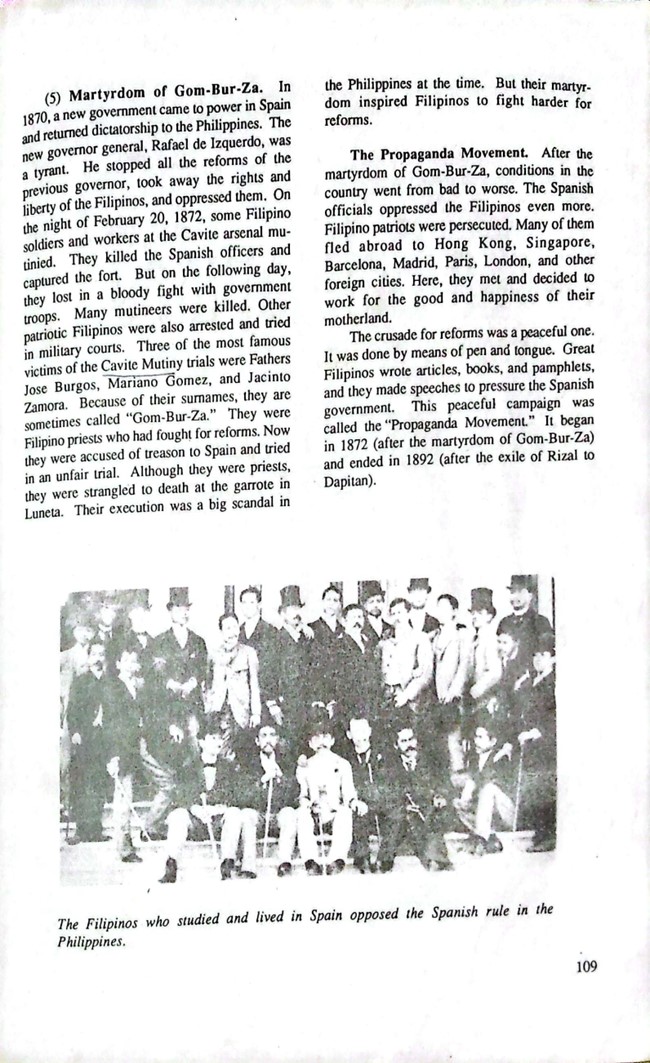 (5) Martyrdom of Gom-Bur-Za. In
1870, a new government came to power in Spain
and returned dictatorship to the Philippines. The
new governor general, Rafael de Izquerdo, was
a tyrant. He stopped all the reforms of the
previous governor, took away the rights and
liberty of the Filipinos, and oppressed them. On
the night of February 20, 1872, some Filipino
soldiers and workers at the Cavite arsenal mu-
tinied. They killed the Spanish officers and
captured the fort. But on the following day,
they lost in a bloody fight with government
troops. Many mutineers were killed. Other
patriotic Filipinos were also arrested and tried
in military courts. Three of the most famous
victims of the Cavite Mutiny trials were Fathers
Jose Burgos, Mariano Gomez, and Jacinto
Zamora. Because of their surnames, they are
sometimes called “Gom-Bur-Za.” They were
Filipino priests who had fought for reforms. Now
they were accused of treason to Spain and tried
in an unfair trial. Although they were priests,
they were strangled to death at the garrote in
Luneta. Their execution was a big scandal in
the Philippines at the time. But their martyr-
dom inspired Filipinos to fight harder for
reforms.
The Propaganda Movement. After the
martyrdom of Gom-Bur-Za, conditions in the
country went from bad to worse. The Spanish
officials oppressed the Filipinos even more.
Filipino patriots were persecuted. Many of them
fled abroad to Hong Kong, Singapore,
Barcelona, Madrid, Paris, London, and other
foreign cities. Here, they met and decided to
work for the good and happiness of their
motherland.
The crusade for reforms was a peaceful one.
It was done by means of pen and tongue. Great
Filipinos wrote articles, books, and pamphlets,
and they made speeches to pressure the Spanish
government. This peaceful campaign was
called the “Propaganda Movement.” It began
in 1872 (after the martyrdom of Gom-Bur-Za)
and ended in 1892 (after the exile of Rizal to
Dapitan).
The Filipinos who studied and lived in Spain opposed the Spanish rule in the
Philippines.
109